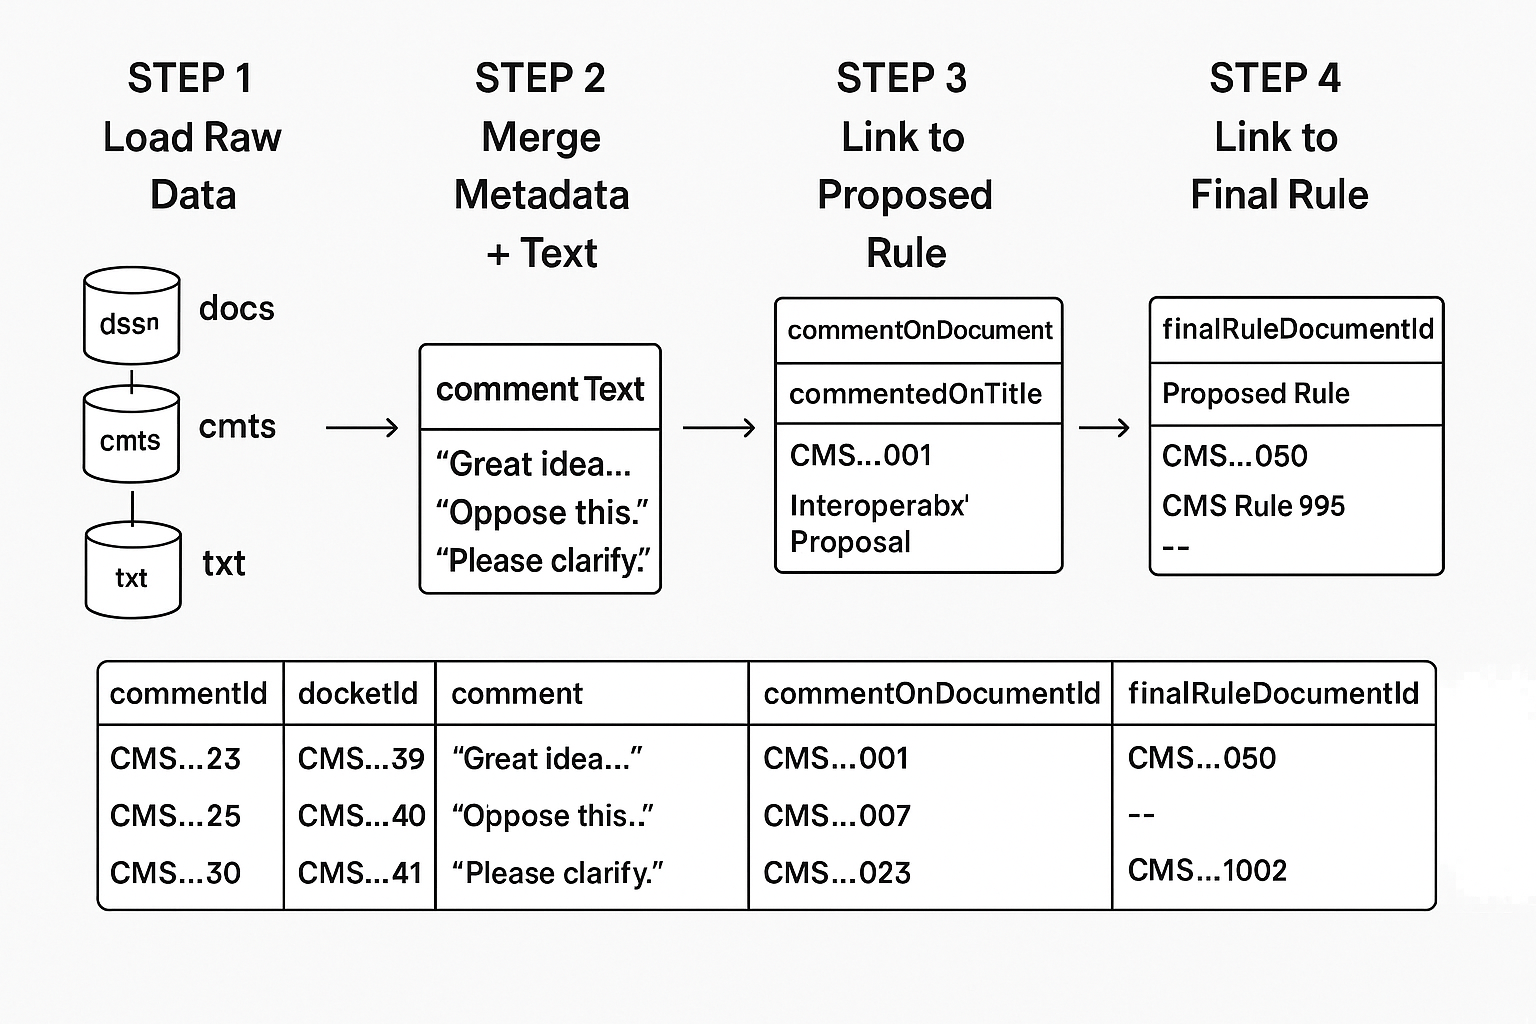 STEP 1
Load Raw
Data
STEP 2
Merge
Metadata
+ Text
STEP 3
Link to
Proposed
Rule
STEP 4
Link to
Final Rule
dssn
docs
cmts
cmts
txt
txt
comment Text
“Great idea...
“Oppose this.”
“Please clarify.”
commentOnDocument
commentedOnTitle
CMS...001
Interoperabx'
Proposal
finalRuleDocumentId
Proposed Rule
CMS...050
CMS Rule 995
--
commentId docketId comment commentOnDocumentId finalRuleDocumentId
CMS...23 CMS...39 “Great idea...” CMS...001 CMS...050
CMS...25 CMS...40 “Oppose this..” CMS...007 --
CMS...30 CMS...41 “Please clarify.” CMS...023 CMS...1002